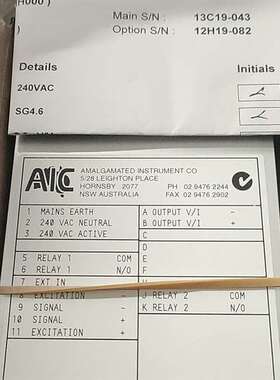 H000 )
Main S/N : 13C19-043
Option S/N : 12H19-082
Details Initials
240VAC
SG4.6
AIC AMALGAMATED INSTRUMENT CO
5/28 LEIGHTON PLACE
HORNSBY 2077 PH 02 9476 2244
NSW AUSTRALIA FAX 02 9476 2902
1 MAINS EARTH A OUTPUT V/I -
2 240 VAC NEUTRAL B OUTPUT V/I +
3 240 VAC ACTIVE C
D
5 RELAY 1 COM E
6 RELAY 1 N/O F
7 EXT IN
8 EXCITATION - J RELAY 2 COM
9 SIGNAL - K RELAY 2 N/O
10 SIGNAL +
11 EXCITATION +